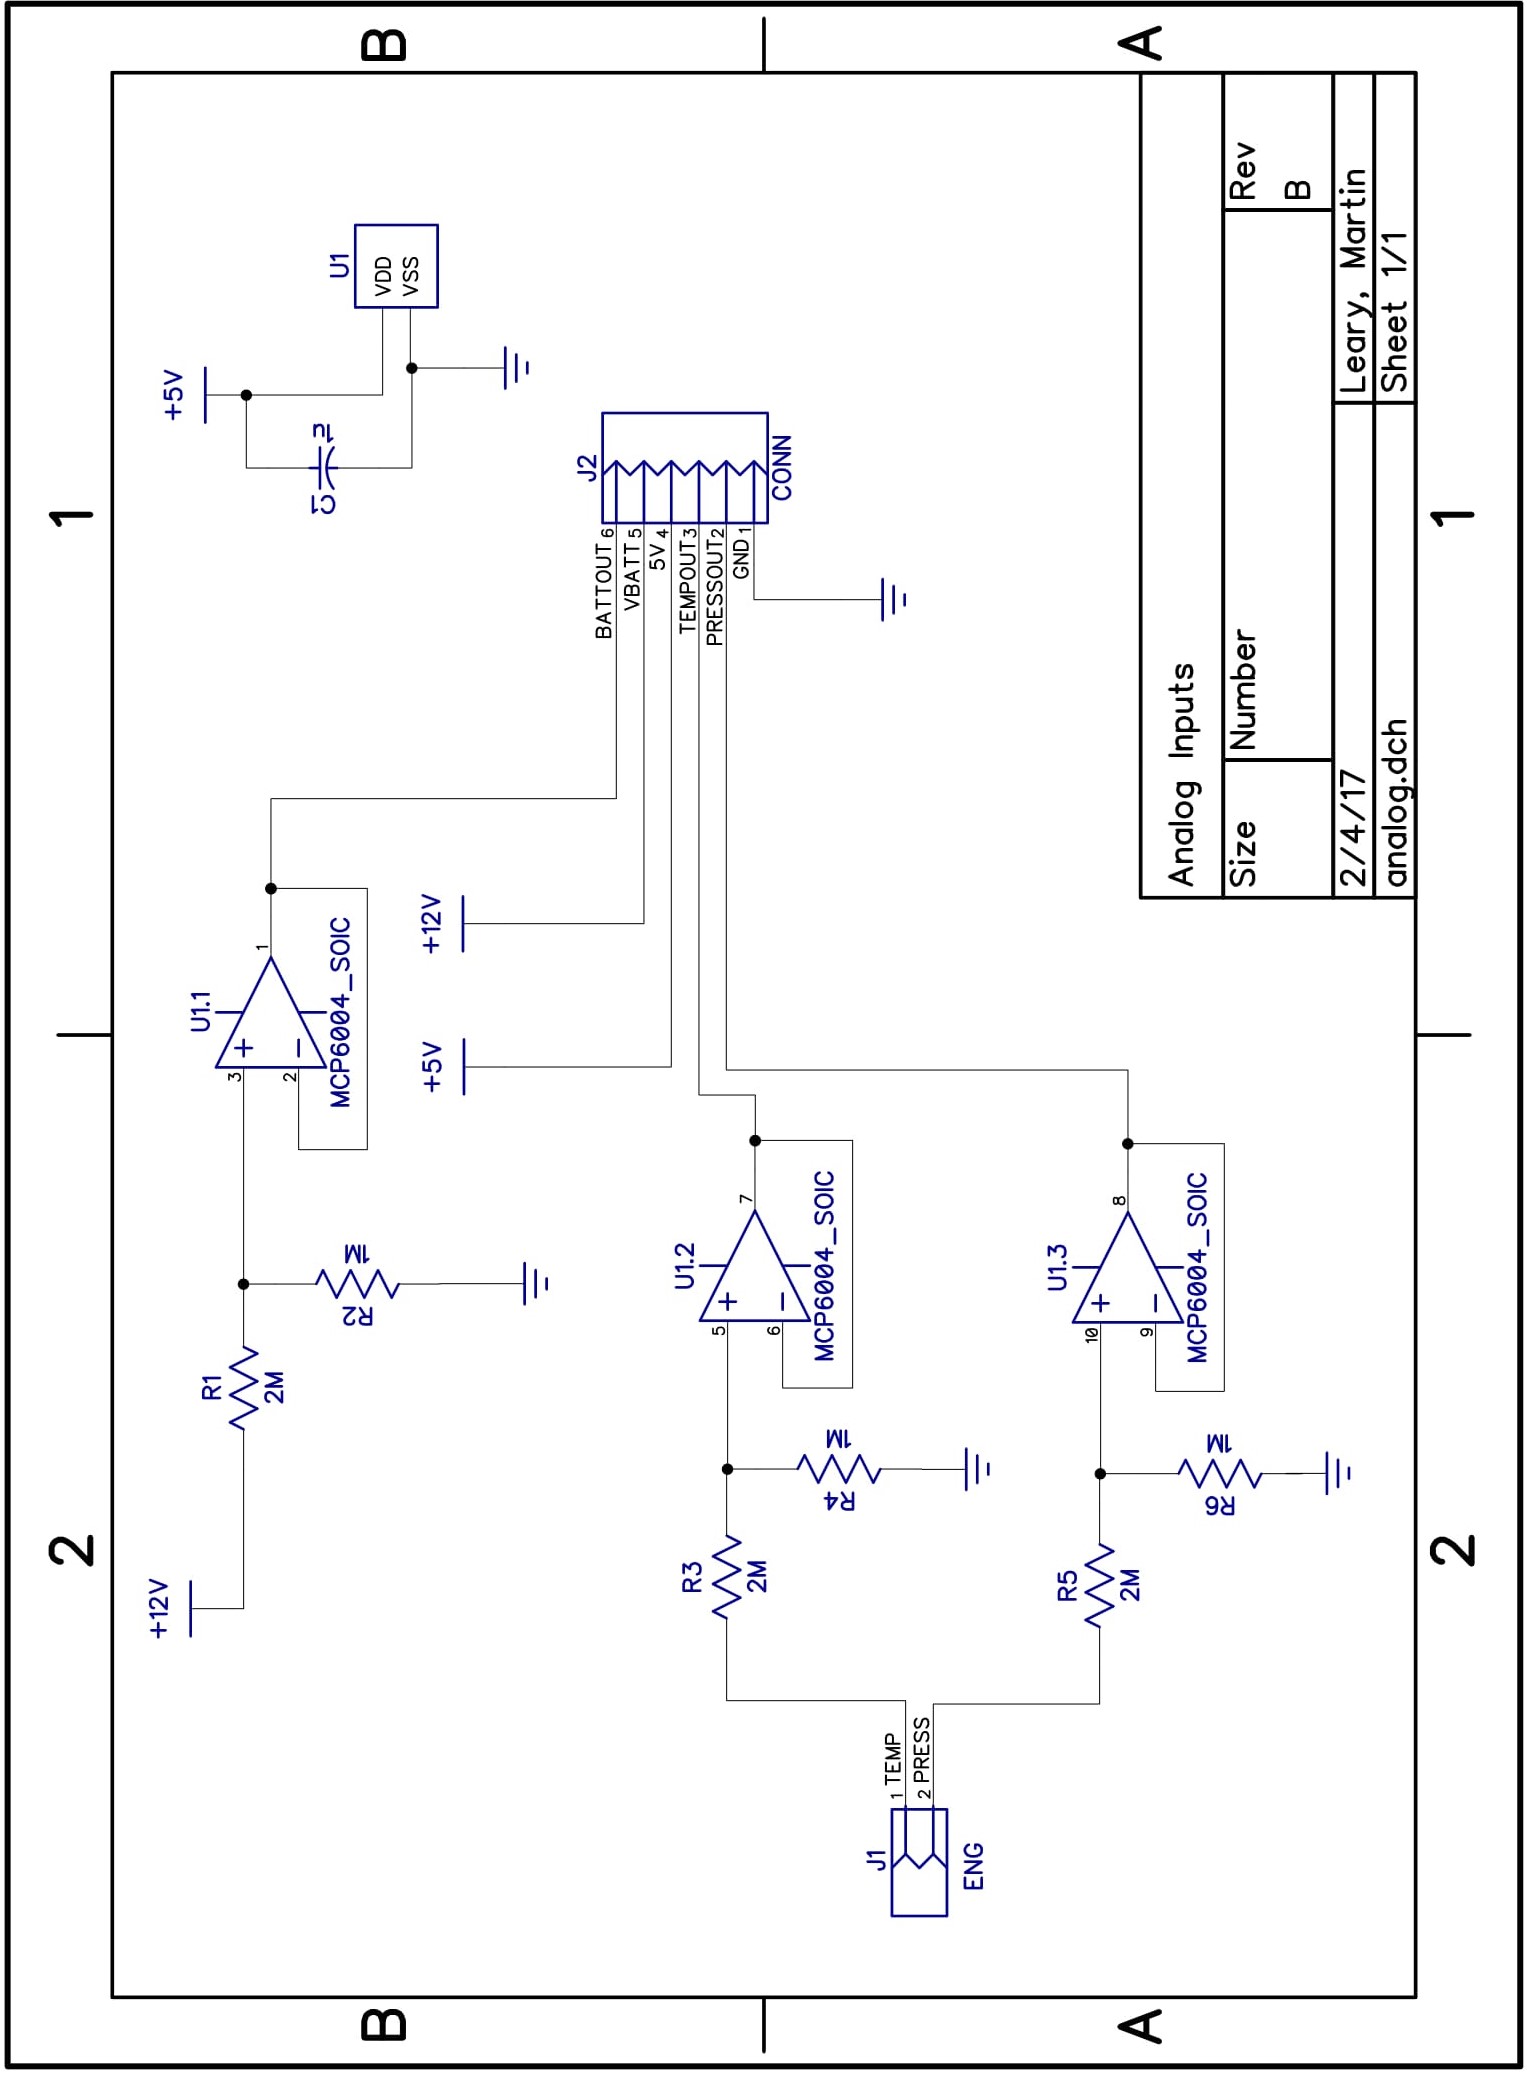 2
1
B
B
A
A
2
1
+12V
R1
2M
R2
1M
3
2
+
−
U1.1
1
MCP6004_SOIC
+5V
C1
1u
U1
VDD
VSS
+12V
+5V
J2
BATTOUT 6
VBATT 5
5V 4
TEMPOUT 3
PRESSOUT 2
GND 1
CONN
R3
2M
R4
1M
5
6
+
−
U1.2
7
MCP6004_SOIC
J1
1 TEMP
2 PRESS
ENG
R5
2M
R6
1M
10
9
+
−
U1.3
8
MCP6004_SOIC
Analog Inputs
Size
Number
Rev
B
2/4/17
Leary, Martin
analog.dch
Sheet 1/1